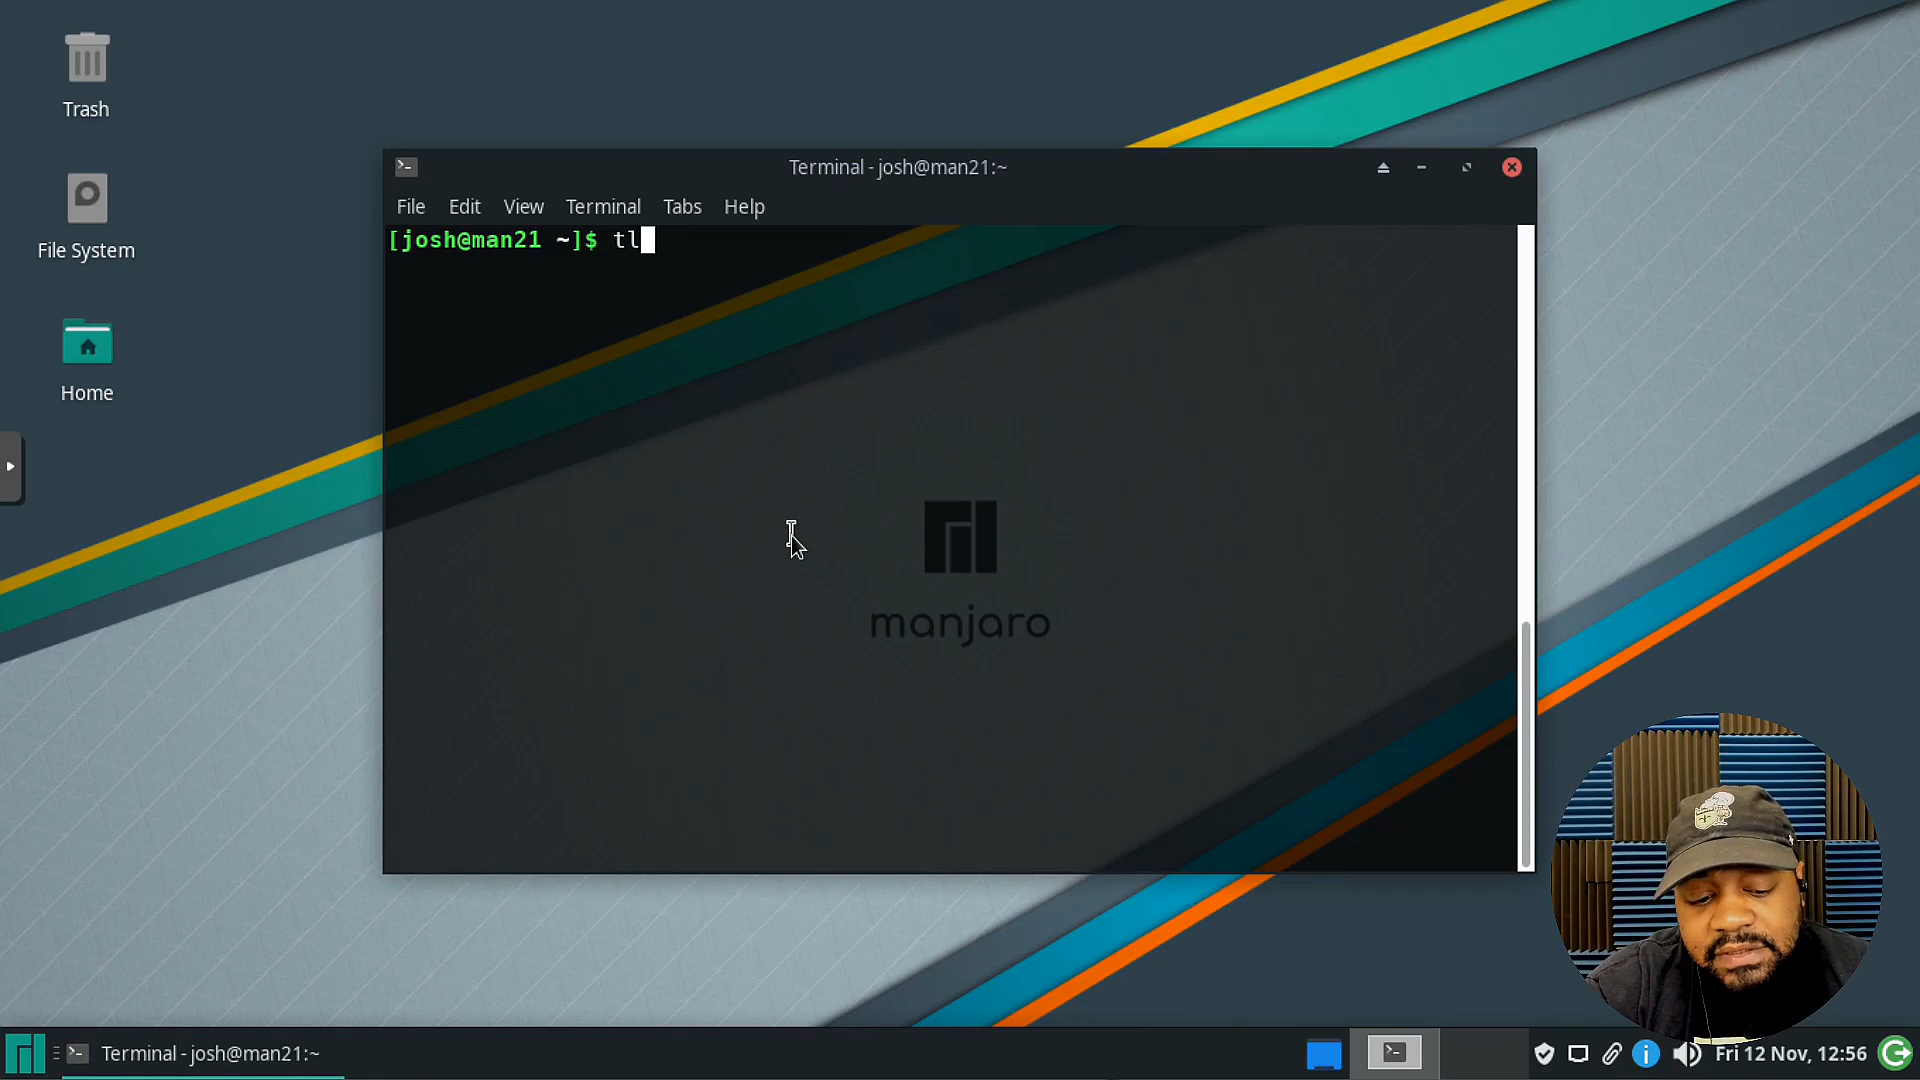 Trash
File System
Home
Terminal - josh@man21:~
File Edit View Terminal Tabs Help
[josh@man21 ~]$ tl
manjaro
Terminal - josh@man21:~
Fri 12 Nov, 12:56